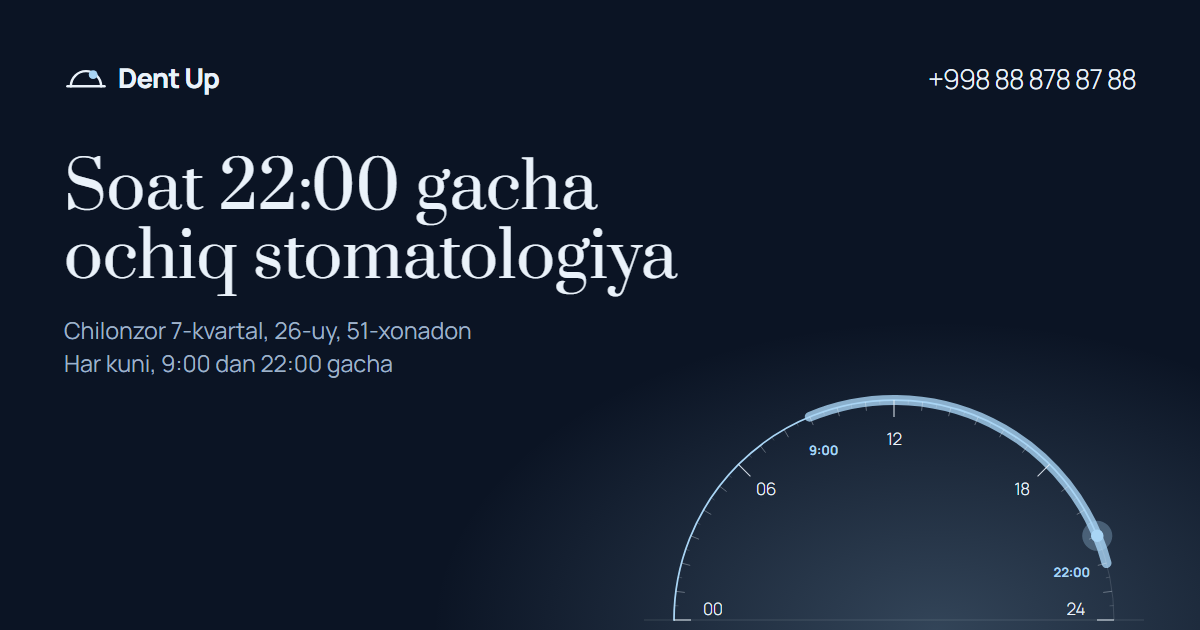 Dent Up
+998 88 878 87 88
Soat 22:00 gacha
ochiq stomatologiya
Chilonzor 7-kvartal, 26-uy, 51-xonadon
Har kuni, 9:00 dan 22:00 gacha
12
9:00
06
18
22:00
00
24